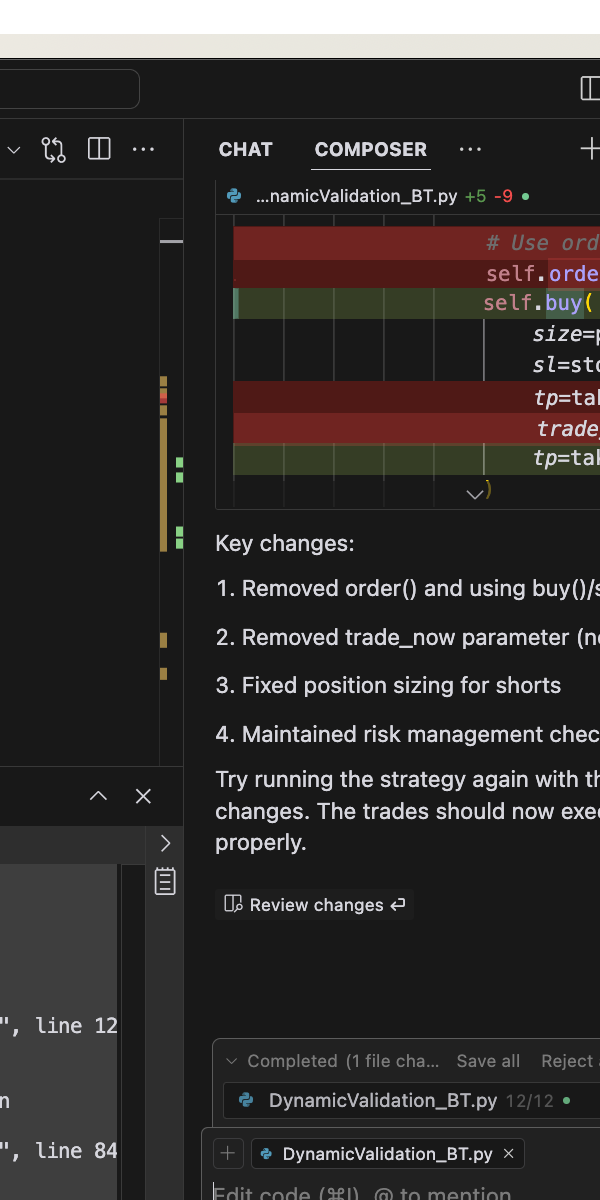 CHAT COMPOSER ···
...namicValidation_BT.py +5 -9
# Use ord
self.orde
self.buy(
size=p
sl=sto
tp=tak
trade_
tp=tak
)
Key changes:
1. Removed order() and using buy()/s
2. Removed trade_now parameter (no
3. Fixed position sizing for shorts
4. Maintained risk management chec
Try running the strategy again with th
changes. The trades should now exec
properly.
Review changes
", line 12
n
", line 84
Completed (1 file cha... Save all Reject
DynamicValidation_BT.py 12/12
DynamicValidation_BT.py
Edit code (⌘I), @ to mention